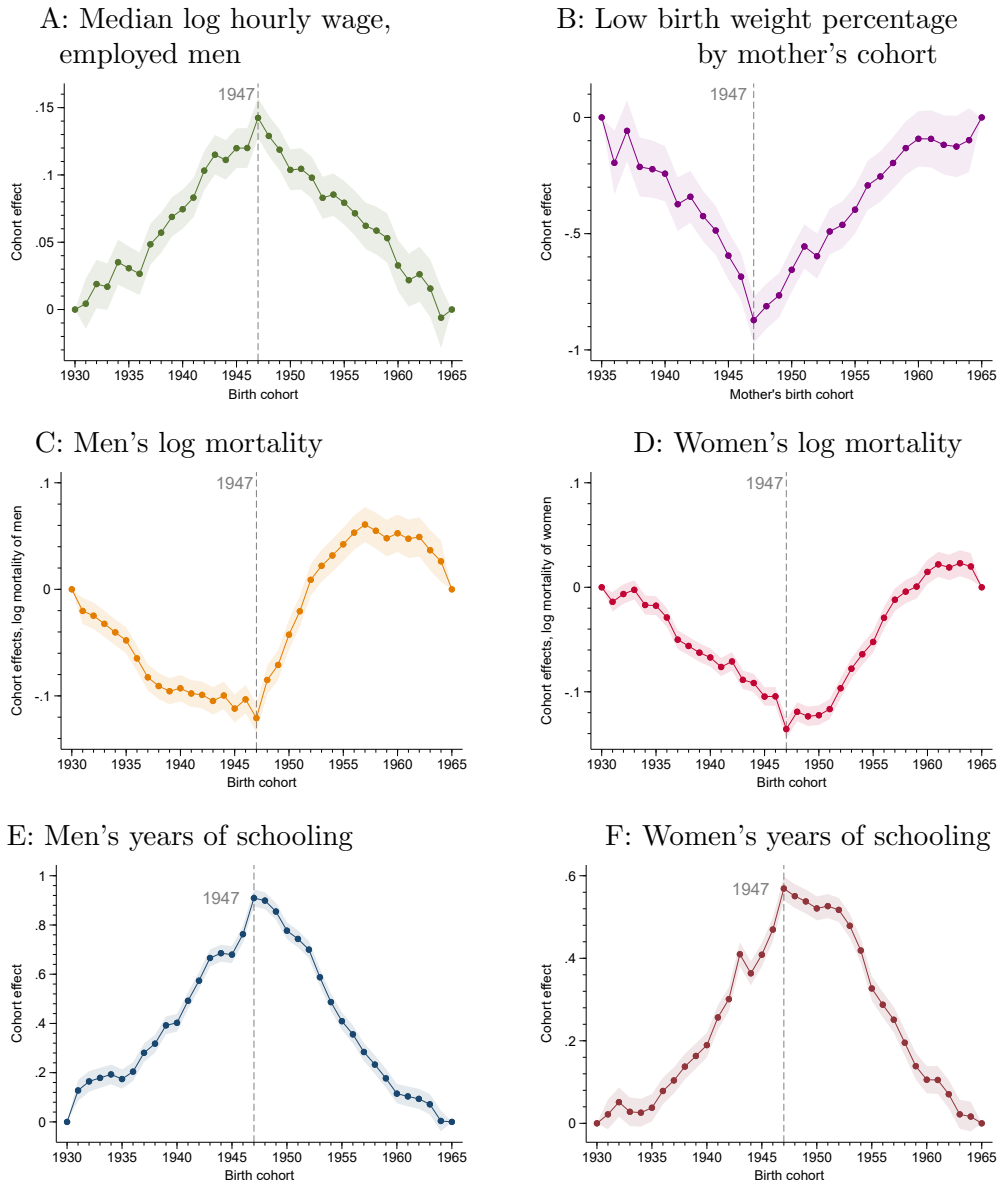 A: Median log hourly wage,
employed men
1947
.15
.1
.05
0
Cohort effect
1930 1935 1940 1945 1950 1955 1960 1965
Birth cohort
B: Low birth weight percentage
by mother's cohort
1947
0
-.5
-1
Cohort effect
1935 1940 1945 1950 1955 1960 1965
Mother's birth cohort
C: Men's log mortality
1947
.1
0
-.1
Cohort effects, log mortality of men
1930 1935 1940 1945 1950 1955 1960 1965
Birth cohort
D: Women's log mortality
1947
.1
0
-.1
Cohort effects, log mortality of women
1930 1935 1940 1945 1950 1955 1960 1965
Birth cohort
E: Men's years of schooling
1947
1
.8
.6
.4
.2
0
Cohort effect
1930 1935 1940 1945 1950 1955 1960 1965
Birth cohort
F: Women's years of schooling
1947
.6
.4
.2
0
Cohort effect
1930 1935 1940 1945 1950 1955 1960 1965
Birth cohort